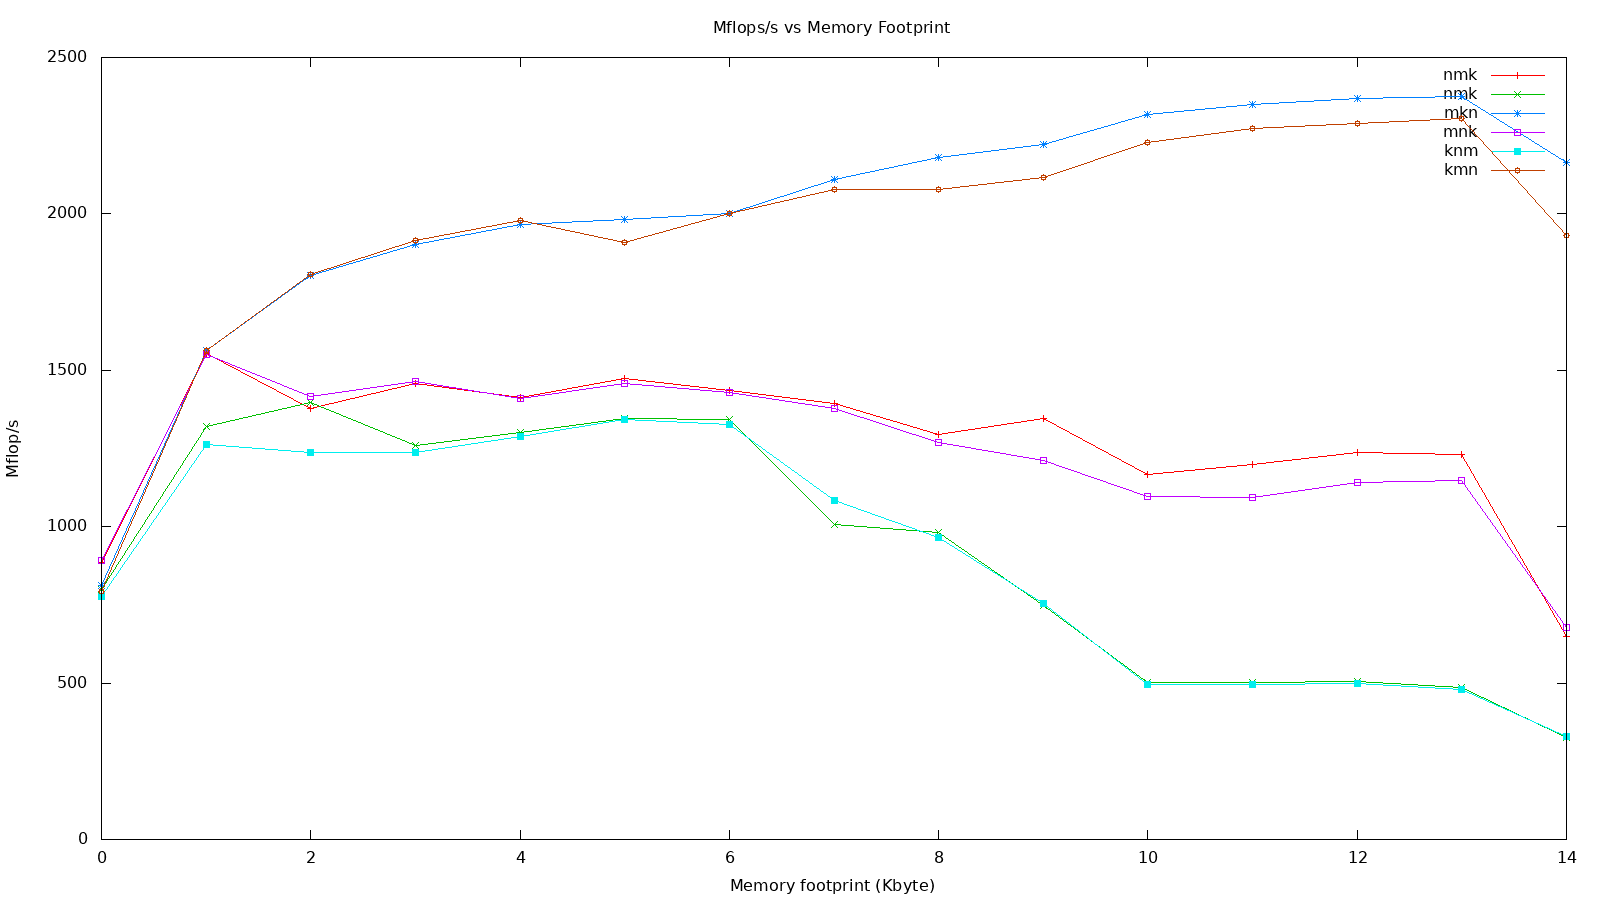 Mflops/s vs Memory Footprint
2500
2000
1500
1000
500
0
Mflop/s
nmk
nmk
mkn
mnk
knm
kmn
0 2 4 6 8 10 12 14
Memory footprint (Kbyte)